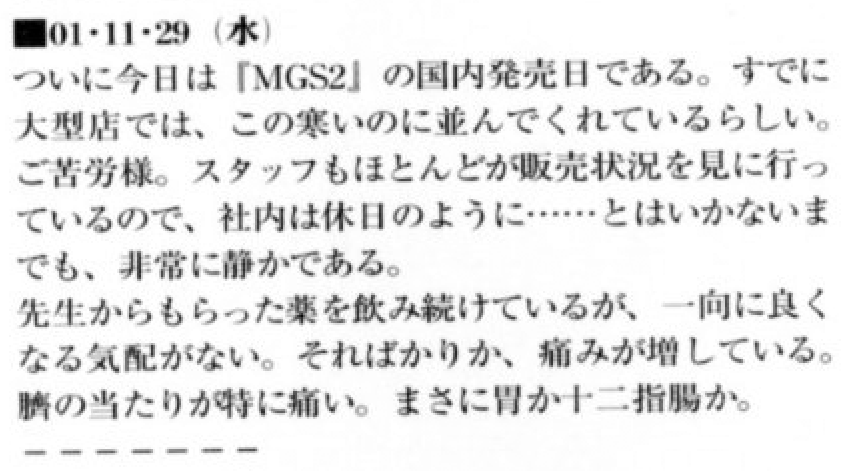 ■01・11・29（水）
ついに今日は『MGS2』の国内発売日である。すでに
大型店では、この寒いのに並んでくれているらしい。
ご苦労様。スタッフもほとんどが販売状況を見に行っ
ているので、社内は休日のように……とはいかないま
でも、非常に静かである。
先生からもらった薬を飲み続けているが、一向に良く
なる気配がない。そればかりか、痛みが増している。
臍の当たりが特に痛い。まさに胃か十二指腸か。
－－－－－－－